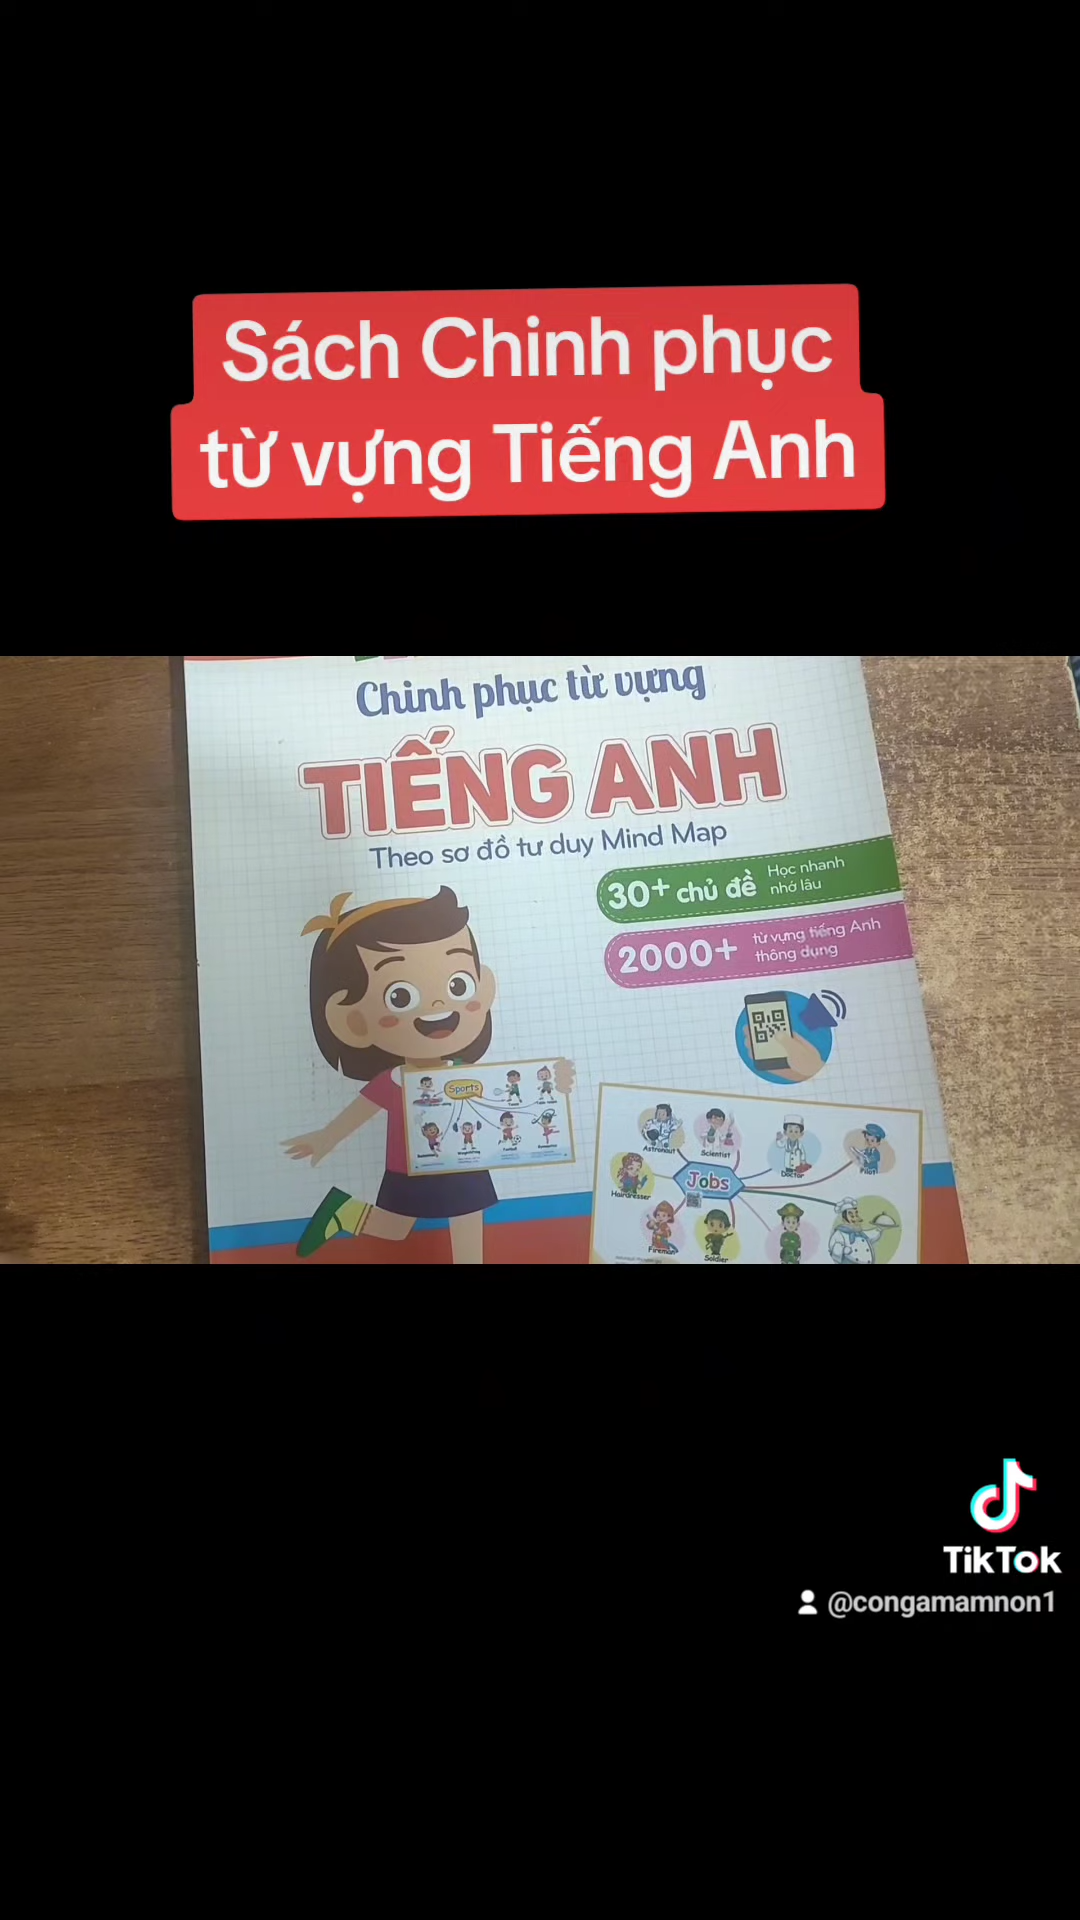 Sách Chinh phục
từ vựng Tiếng Anh
Chinh phục từ vựng
TIẾNG ANH
Theo sơ đồ tư duy Mind Map
30+ chủ đề
Học nhanh
nhớ lâu
2000+
từ vựng tiếng Anh
thông dụng
Sports
Football
Astronaut
Scientist
Doctor
Pilot
Hairdresser
Jobs
Fireman
Soldier
TikTok
@congamamnon1